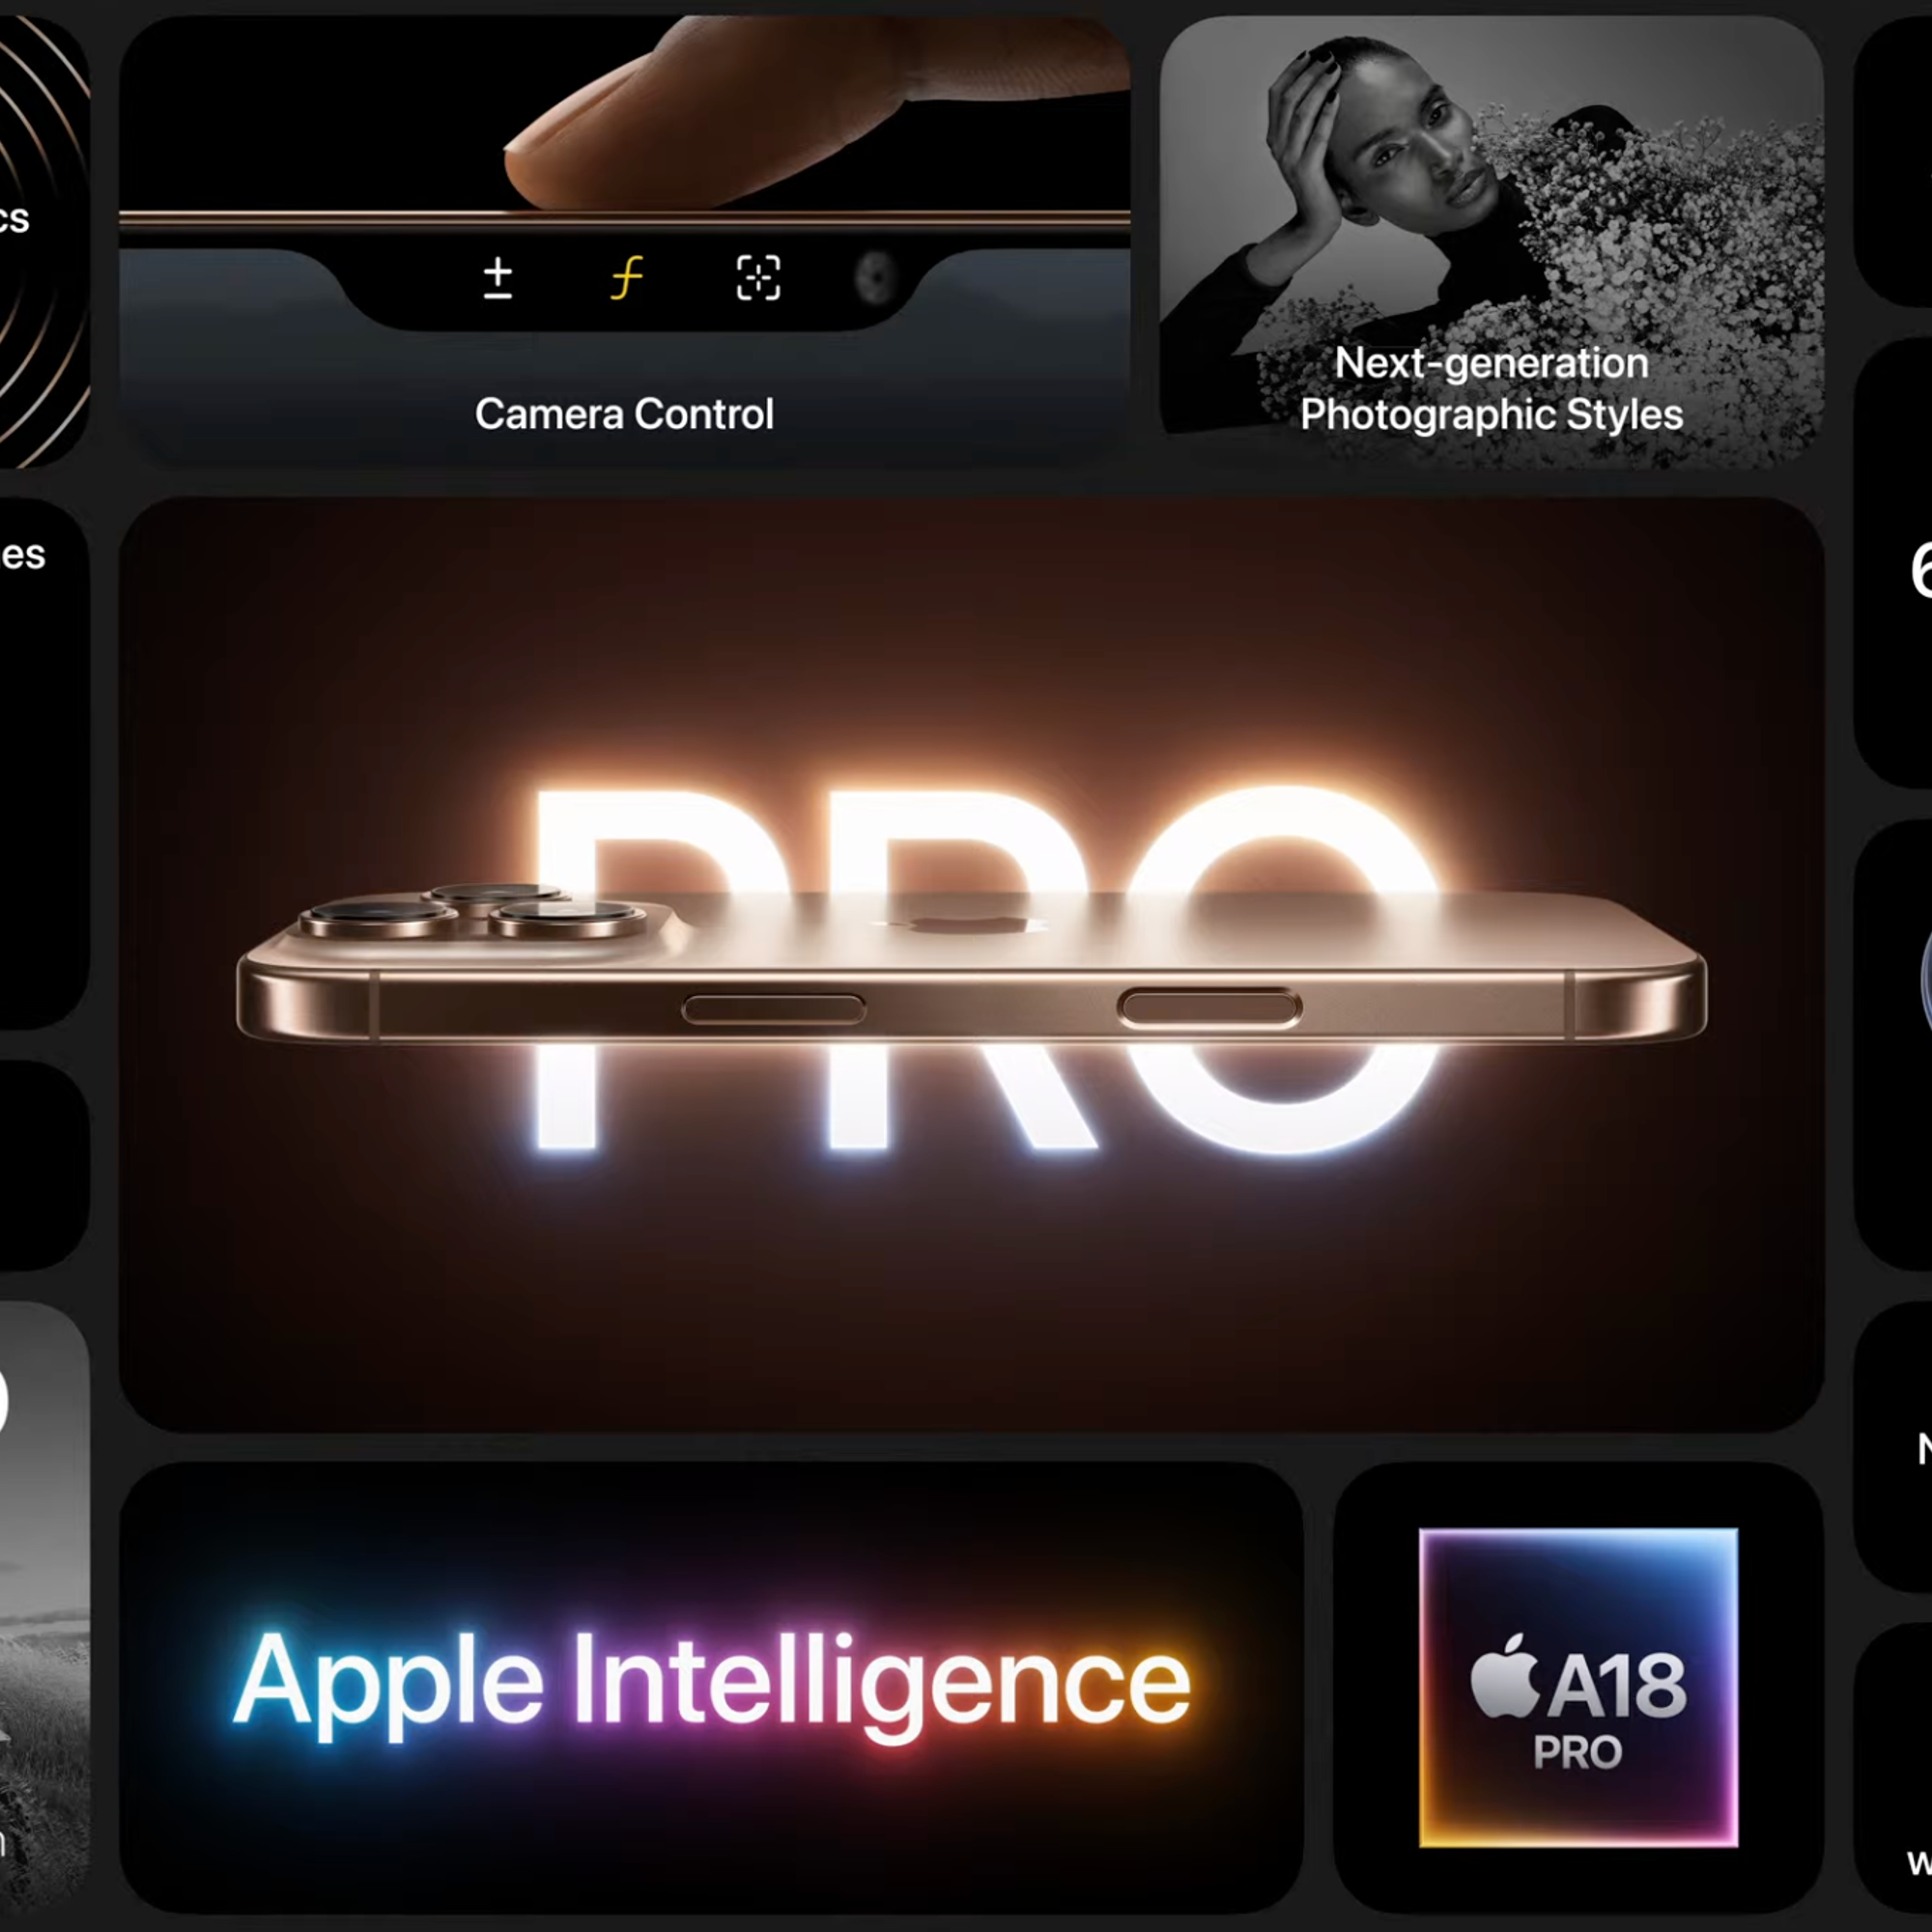 ±
f
Camera Control
Next-generation
Photographic Styles
PRO
Apple Intelligence
A18
PRO